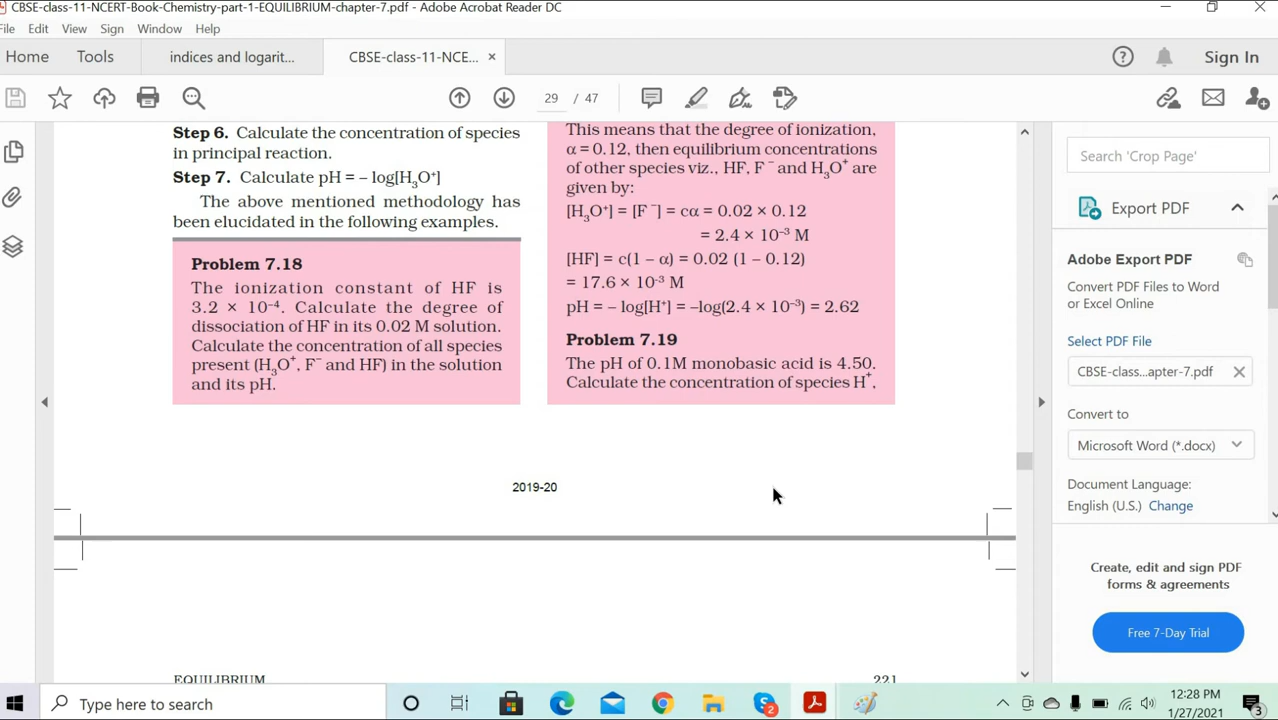 CBSE-class-11-NCERT-Book-Chemistry-part-1-EQUILIBRIUM-chapter-7.pdf - Adobe Acrobat Reader DC
File Edit View Sign Window Help
Home Tools indices and logarit... CBSE-class-11-NCE... × Sign In
29 / 47
Step 6. Calculate the concentration of species
in principal reaction.
Step 7. Calculate pH = – log[H₃O⁺]
The above mentioned methodology has
been elucidated in the following examples.
Problem 7.18
The ionization constant of HF is
3.2 × 10⁻⁴. Calculate the degree of
dissociation of HF in its 0.02 M solution.
Calculate the concentration of all species
present (H₃O⁺, F⁻ and HF) in the solution
and its pH.
This means that the degree of ionization,
α = 0.12, then equilibrium concentrations
of other species viz., HF, F⁻ and H₃O⁺ are
given by:
[H₃O⁺] = [F⁻] = cα = 0.02 × 0.12
= 2.4 × 10⁻³ M
[HF] = c(1 – α) = 0.02 (1 – 0.12)
= 17.6 × 10⁻³ M
pH = – log[H⁺] = –log(2.4 × 10⁻³) = 2.62
Problem 7.19
The pH of 0.1M monobasic acid is 4.50.
Calculate the concentration of species H⁺,
2019-20
EQUILIBRIUM 221
Search 'Crop Page'
Export PDF
Adobe Export PDF
Convert PDF Files to Word
or Excel Online
Select PDF File
CBSE-class...apter-7.pdf ×
Convert to
Microsoft Word (*.docx)
Document Language:
English (U.S.) Change
Create, edit and sign PDF
forms & agreements
Free 7-Day Trial
Type here to search
2
12:28 PM
1/27/2021
3